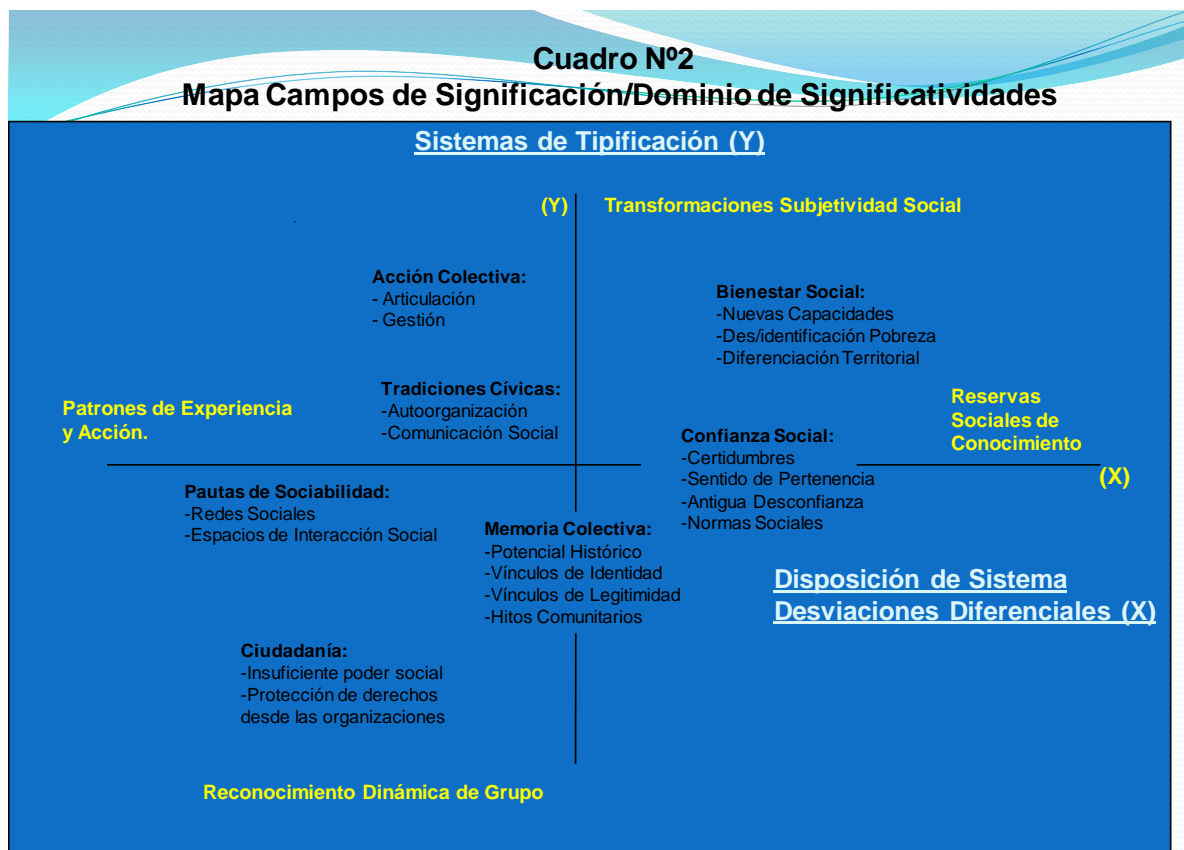 Cuadro Nº2
Mapa Campos de Significación/Dominio de Significatividades
Sistemas de Tipificación (Y)
(Y)
Transformaciones Subjetividad Social
Acción Colectiva:
- Articulación
- Gestión
Bienestar Social:
-Nuevas Capacidades
-Des/identificación Pobreza
-Diferenciación Territorial
Tradiciones Cívicas:
-Autoorganización
-Comunicación Social
Patrones de Experiencia
y Acción.
Reservas
Sociales de
Conocimiento
Confianza Social:
-Certidumbres
-Sentido de Pertenencia
-Antigua Desconfianza
-Normas Sociales
(X)
Pautas de Sociabilidad:
-Redes Sociales
-Espacios de Interacción Social
Memoria Colectiva:
-Potencial Histórico
-Vínculos de Identidad
-Vínculos de Legitimidad
-Hitos Comunitarios
Disposición de Sistema
Desviaciones Diferenciales (X)
Ciudadanía:
-Insuficiente poder social
-Protección de derechos
desde las organizaciones
Reconocimiento Dinámica de Grupo